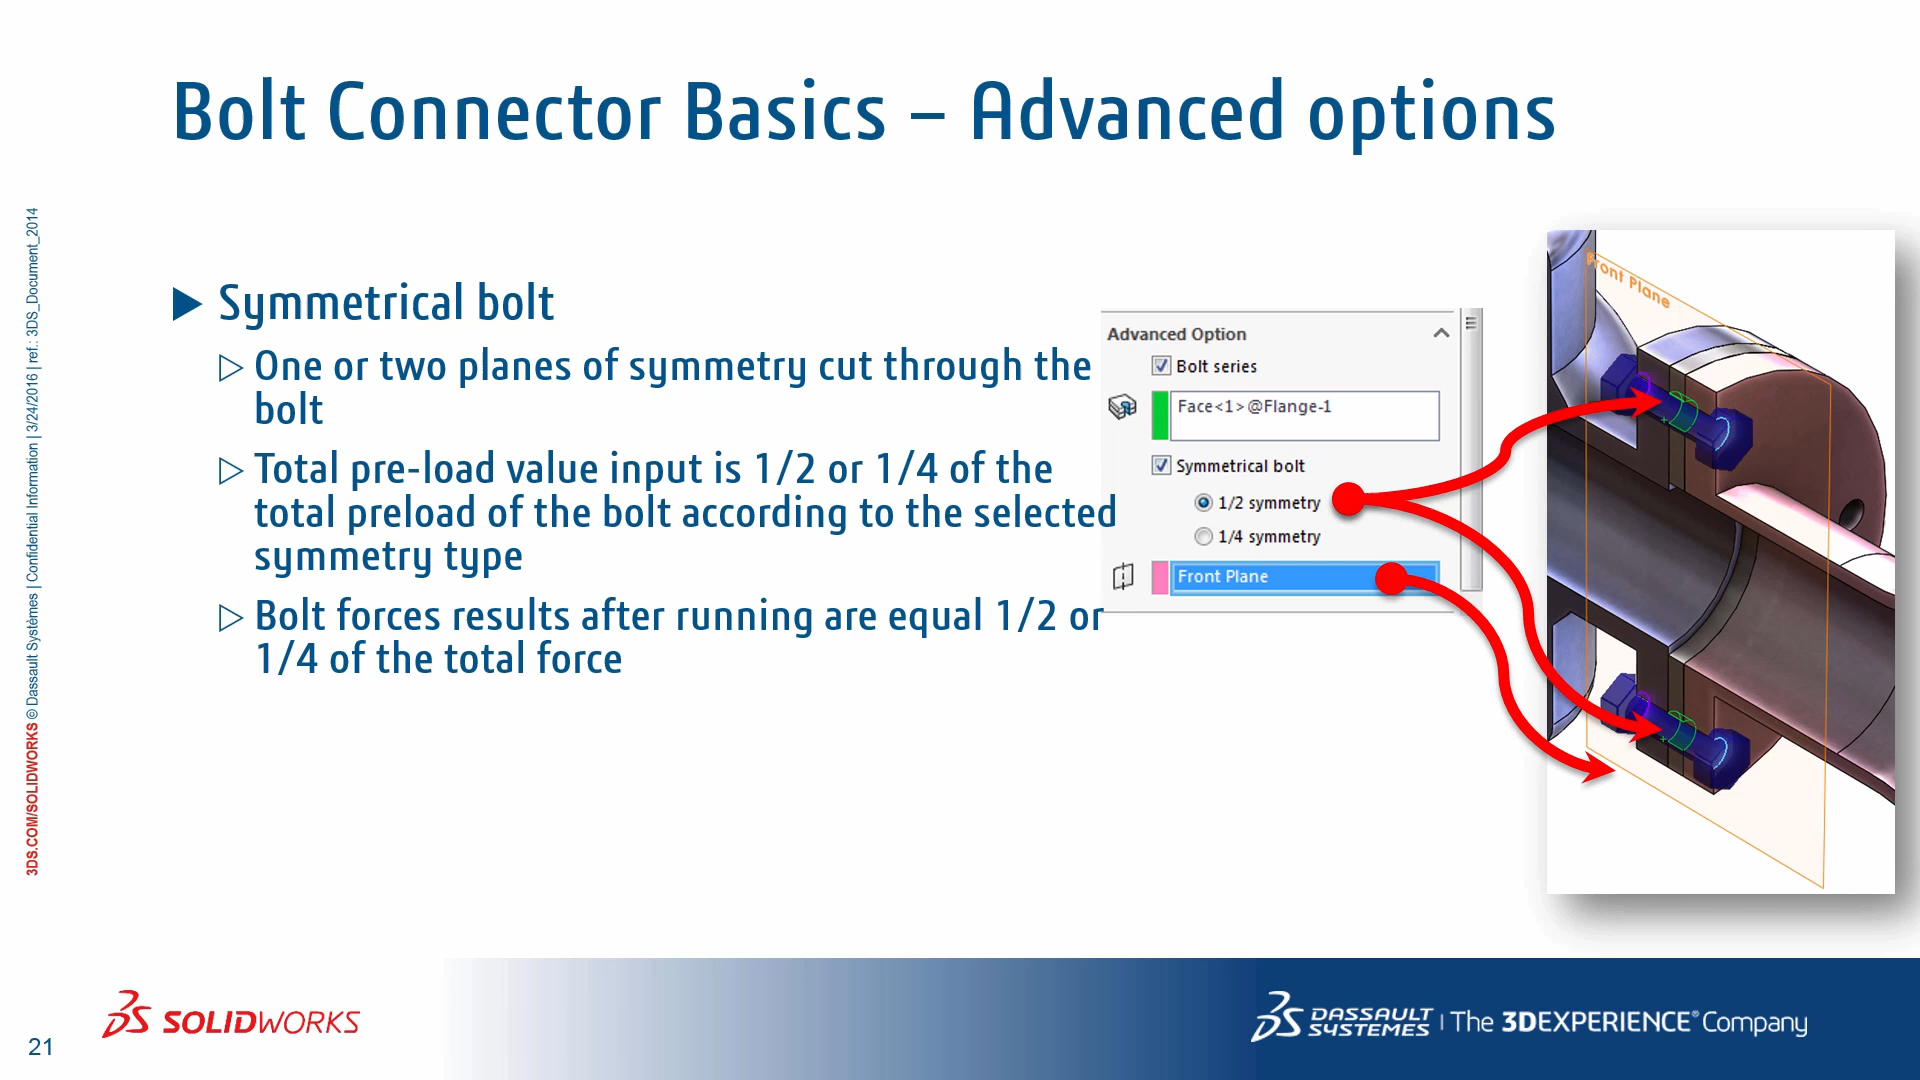 Bolt Connector Basics – Advanced options
▶ Symmetrical bolt
▷ One or two planes of symmetry cut through the
bolt
▷ Total pre-load value input is 1/2 or 1/4 of the
total preload of the bolt according to the selected
symmetry type
▷ Bolt forces results after running are equal 1/2 or
1/4 of the total force
Advanced Option
Bolt series
Face<1>@Flange-1
Symmetrical bolt
1/2 symmetry
1/4 symmetry
Front Plane
Front Plane
3DS.COM/SOLIDWORKS © Dassault Systèmes | Confidential Information | 3/24/2016 | ref.: 3DS_Document_2014
21
SOLIDWORKS
DASSAULT
SYSTEMES | The 3DEXPERIENCE® Company